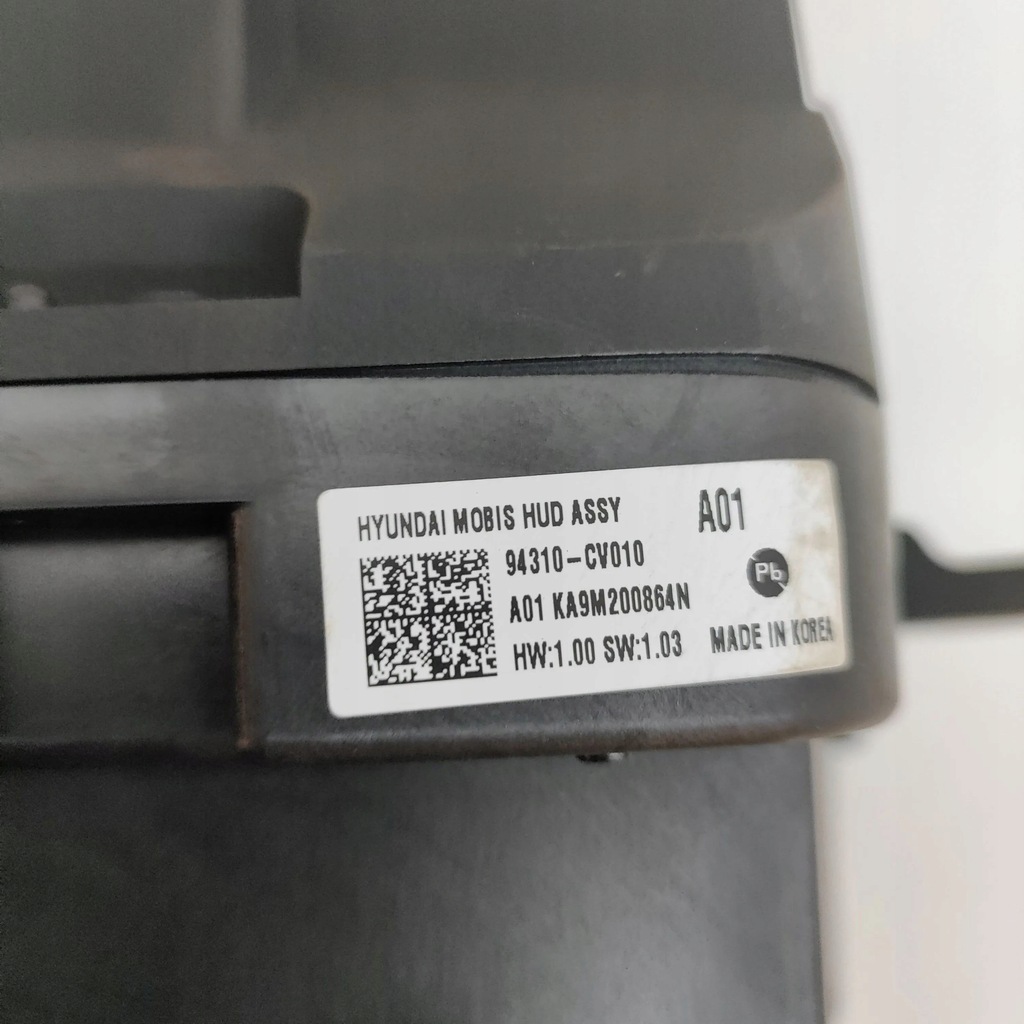 HYUNDAI MOBIS HUD ASSY A01
94310-CV010
Pb
A01 KA9M200864N
HW:1.00 SW:1.03 MADE IN KOREA